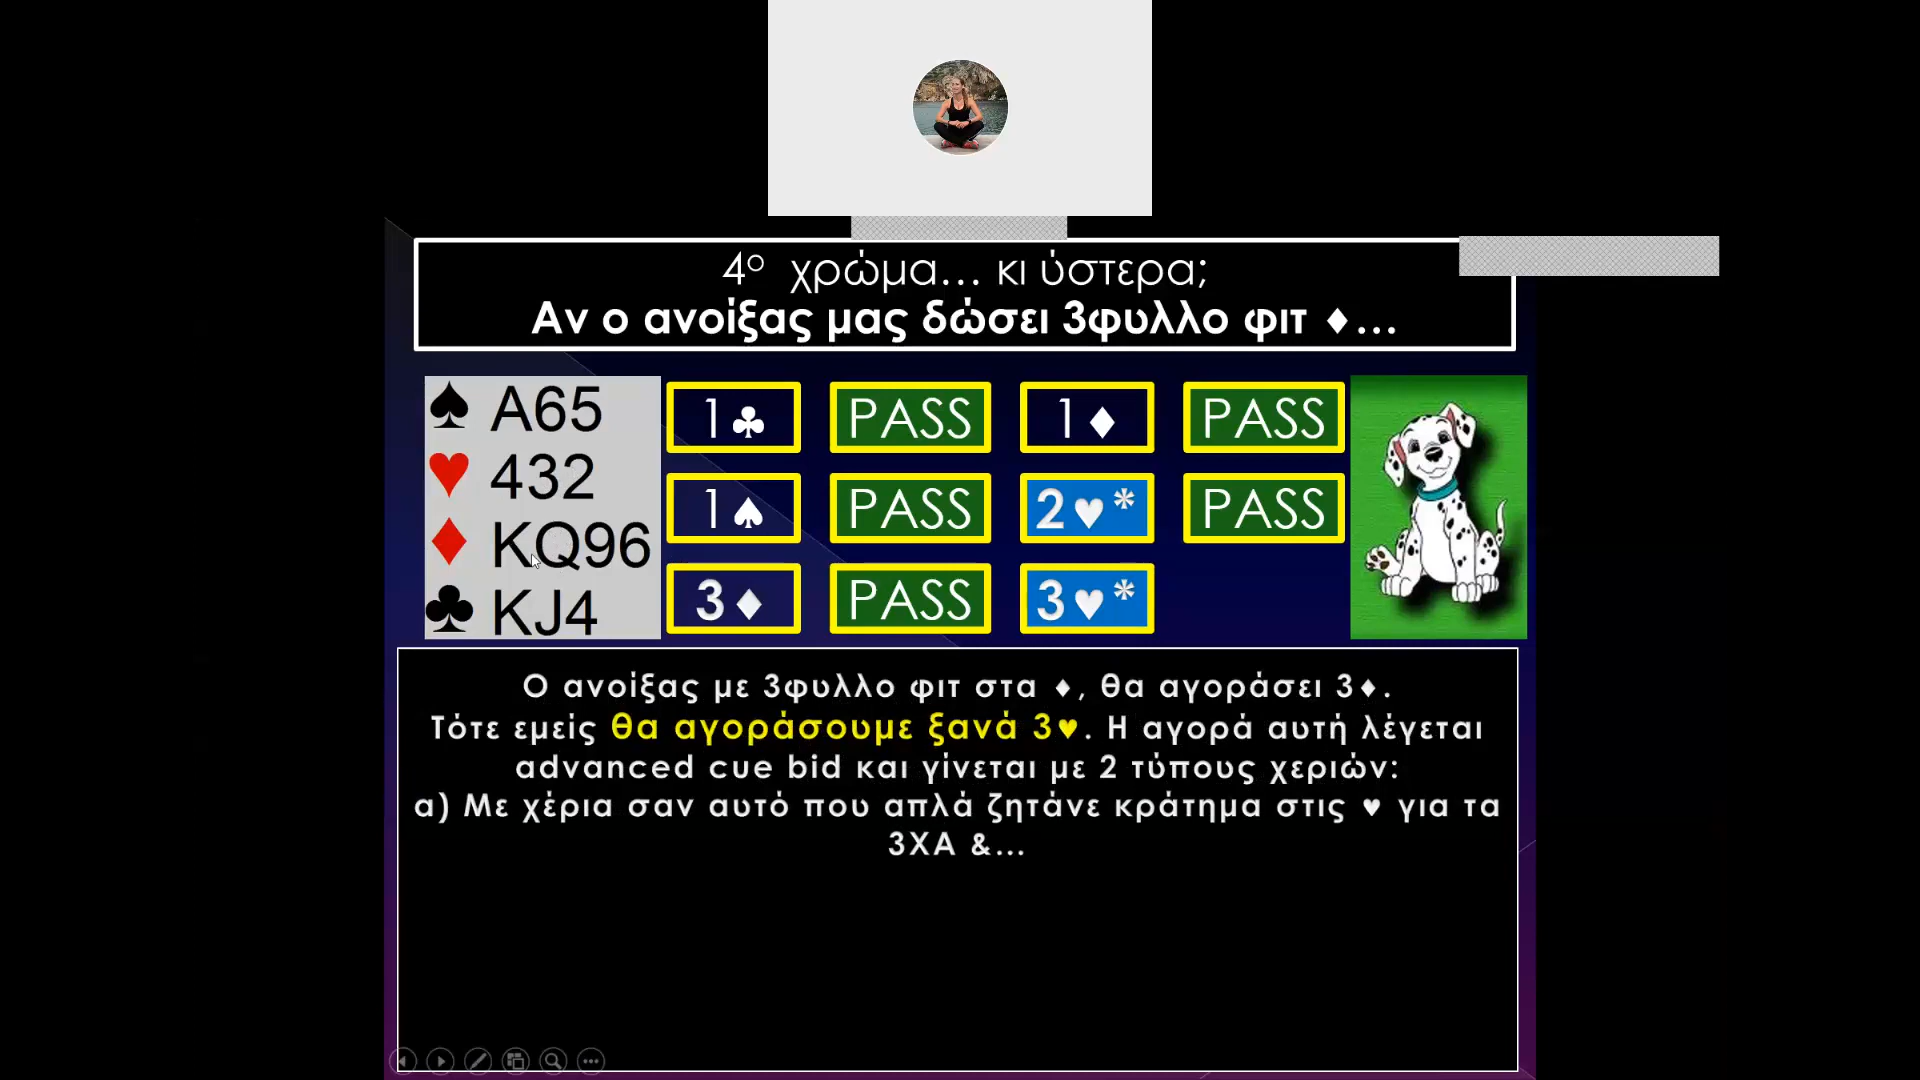 4ο χρώμα... κι ύστερα;
Αν ο ανοίξας μας δώσει 3φυλλο φιτ ♦...
♠ A65
♥ 432
♦ KQ96
♣ KJ4
1♣ PASS 1♦ PASS
1♠ PASS 2♥* PASS
3♦ PASS 3♥*
Ο ανοίξας με 3φυλλο φιτ στα ♦, θα αγοράσει 3♦.
Τότε εμείς θα αγοράσουμε ξανά 3♥. Η αγορά αυτή λέγεται
advanced cue bid και γίνεται με 2 τύπους χεριών:
α) Με χέρια σαν αυτό που απλά ζητάνε κράτημα στις ♥ για τα
3ΧΑ &...